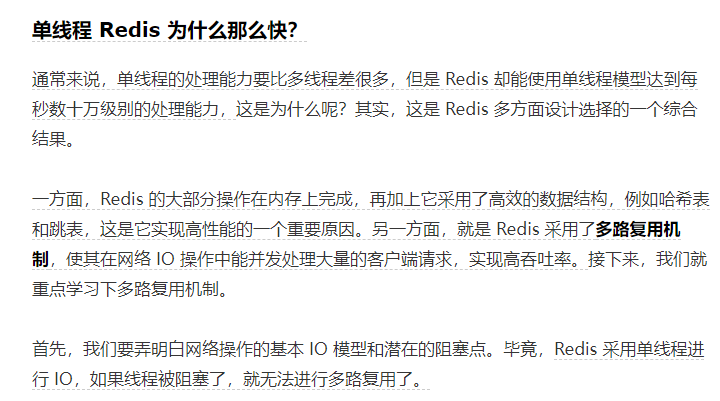 单线程 Redis 为什么那么快？
通常来说，单线程的处理能力要比多线程差很多，但是 Redis 却能使用单线程模型达到每
秒数十万级别的处理能力，这是为什么呢？其实，这是 Redis 多方面设计选择的一个综合
结果。
一方面，Redis 的大部分操作在内存上完成，再加上它采用了高效的数据结构，例如哈希表
和跳表，这是它实现高性能的一个重要原因。另一方面，就是 Redis 采用了多路复用机
制，使其在网络 IO 操作中能并发处理大量的客户端请求，实现高吞吐率。接下来，我们就
重点学习下多路复用机制。
首先，我们要弄明白网络操作的基本 IO 模型和潜在的阻塞点。毕竟，Redis 采用单线程进
行 IO，如果线程被阻塞了，就无法进行多路复用了。